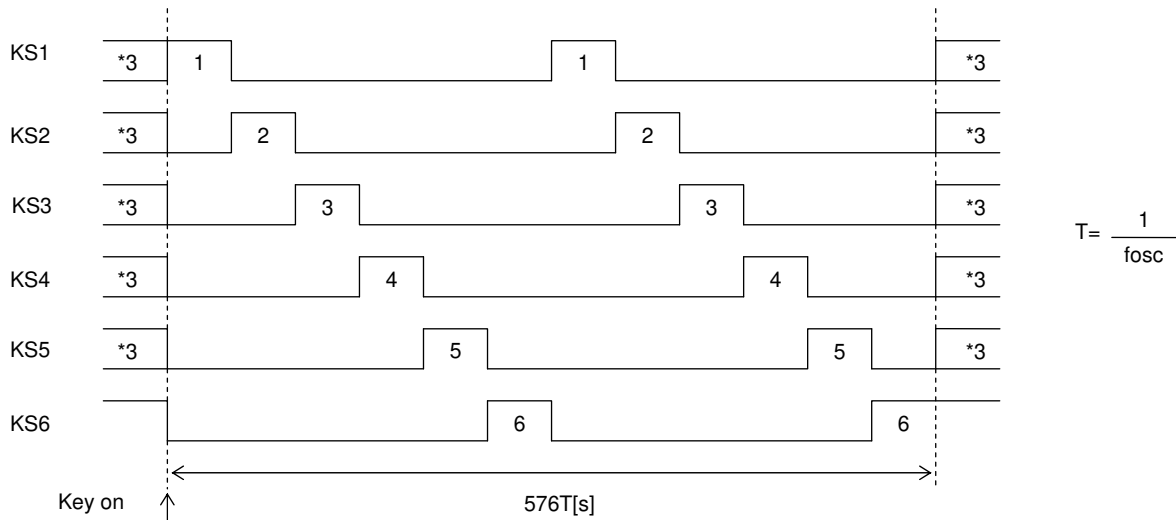 KS1 *3 1 1 *3
KS2 *3 2 2 *3
KS3 *3 3 3 *3
T= 1
fosc
KS4 *3 4 4 *3
KS5 *3 5 5 *3
KS6 6 6
Key on 576T[s]